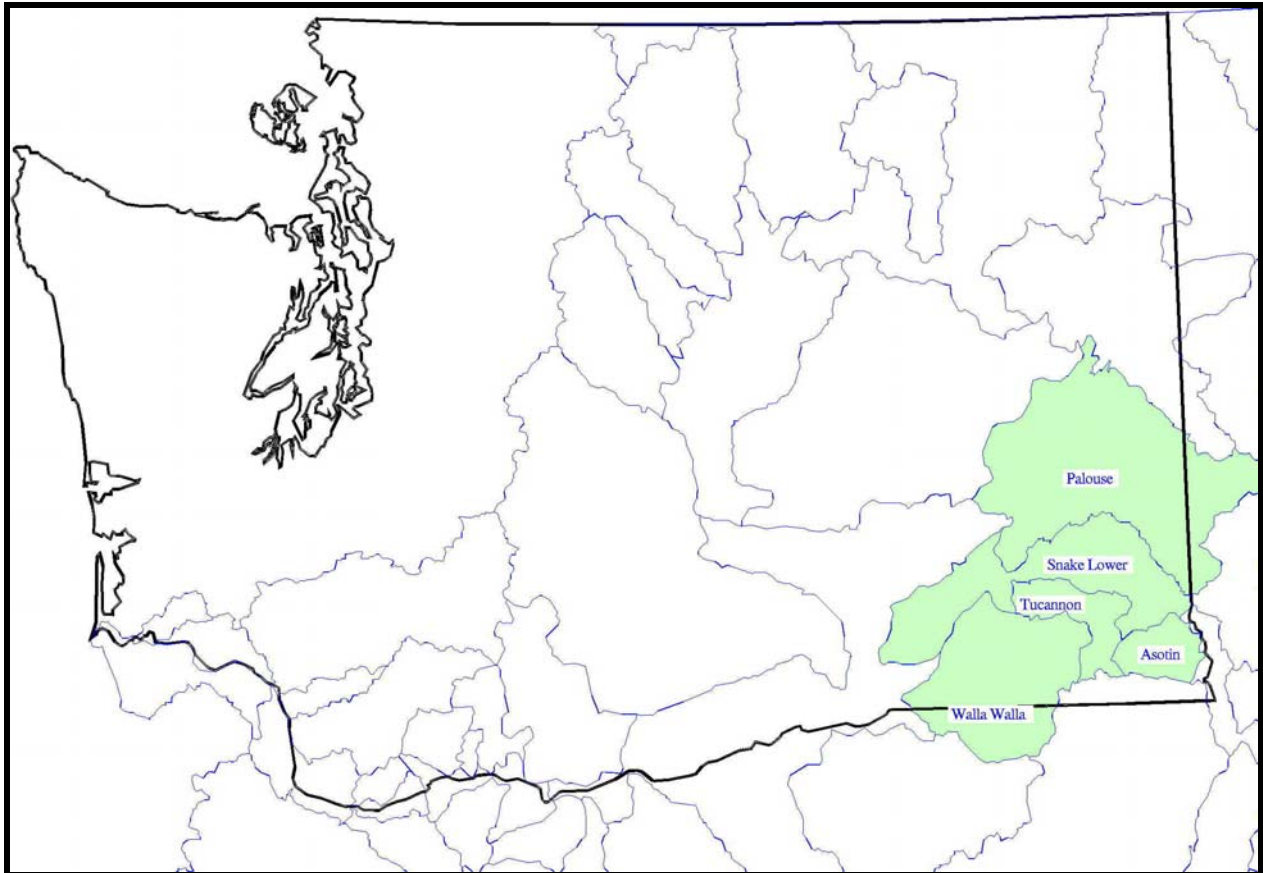 Palouse
Snake Lower
Tucannon
Asotin
Walla Walla